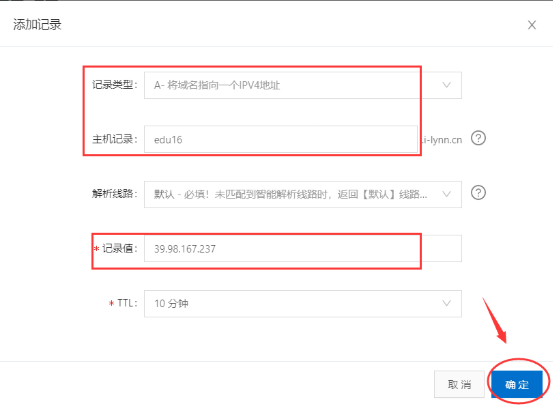 添加记录
记录类型： A- 将域名指向一个IPV4地址
主机记录： edu16 .i-lynn.cn ?
解析线路： 默认 - 必填！未匹配到智能解析线路时，返回【默认】线路... ?
* 记录值： 39.98.167.237
* TTL： 10 分钟
取 消 确 定